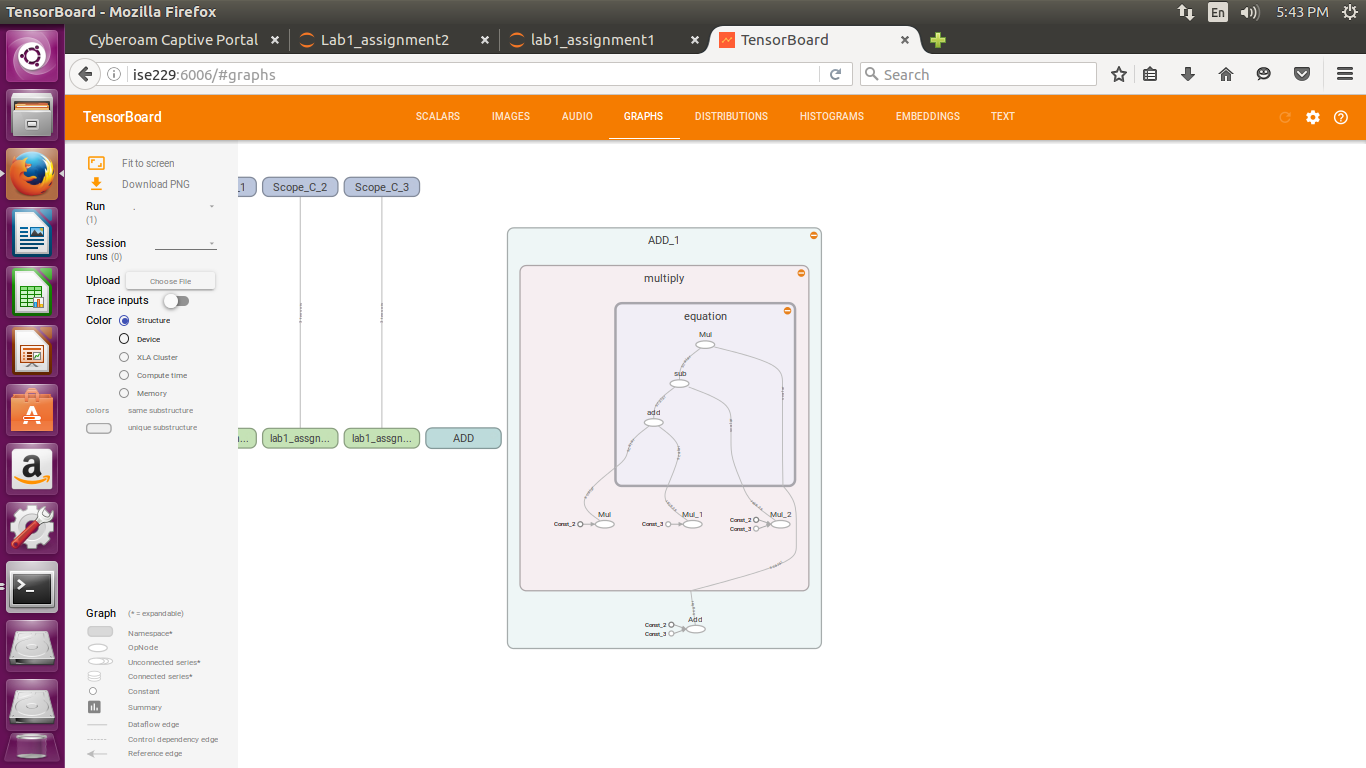 TensorBoard - Mozilla Firefox
En
5:43 PM
Cyberoam Captive Portal
Lab1_assignment2
lab1_assignment1
TensorBoard
ise229:6006/#graphs
Search
TensorBoard
SCALARS
IMAGES
AUDIO
GRAPHS
DISTRIBUTIONS
HISTOGRAMS
EMBEDDINGS
TEXT
Fit to screen
Download PNG
Run
(1)
.
Session
runs (0)
Upload
Choose File
Trace inputs
Color
Structure
Device
XLA Cluster
Compute time
Memory
colors
same substructure
unique substructure
Graph
(* = expandable)
Namespace*
OpNode
Unconnected series*
Connected series*
Constant
Summary
Dataflow edge
Control dependency edge
Reference edge
_1
Scope_C_2
Scope_C_3
n...
lab1_assgn...
lab1_assgn...
ADD
ADD_1
multiply
equation
Mul
sub
add
Mul
Const_2
Mul_1
Const_3
Mul_2
Const_2
Const_3
Add
Const_2
Const_3